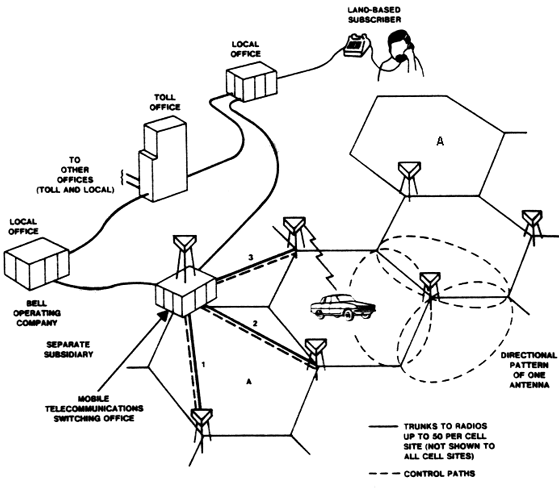 LAND-BASED
SUBSCRIBER
LOCAL
OFFICE
TOLL
OFFICE
A
TO
OTHER
OFFICES
(TOLL AND LOCAL)
LOCAL
OFFICE
3
BELL
OPERATING
COMPANY
2
SEPARATE
SUBSIDIARY
1
A
DIRECTIONAL
PATTERN
OF ONE
ANTENNA
MOBILE
TELECOMMUNICATIONS
SWITCHING OFFICE
TRUNKS TO RADIOS
UP TO 50 PER CELL
SITE (NOT SHOWN TO
ALL CELL SITES)
CONTROL PATHS